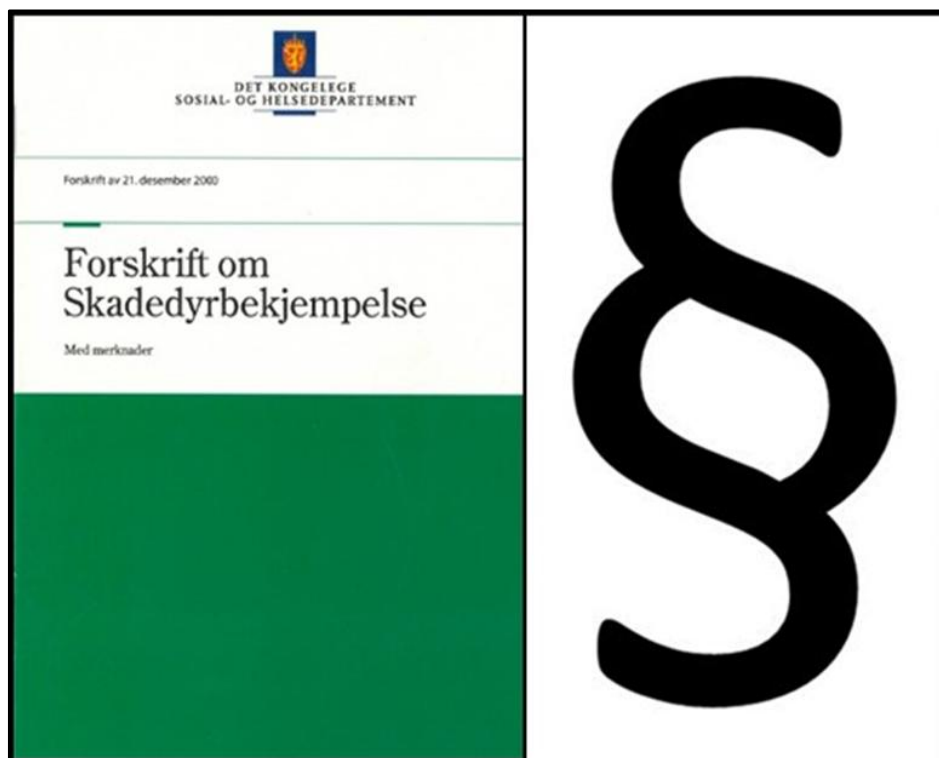 DET KONGELEGE
SOSIAL- OG HELSEDEPARTEMENT
Forskrift av 21. desember 2000
Forskrift om
Skadedyrbekjempelse
Med merknader
§